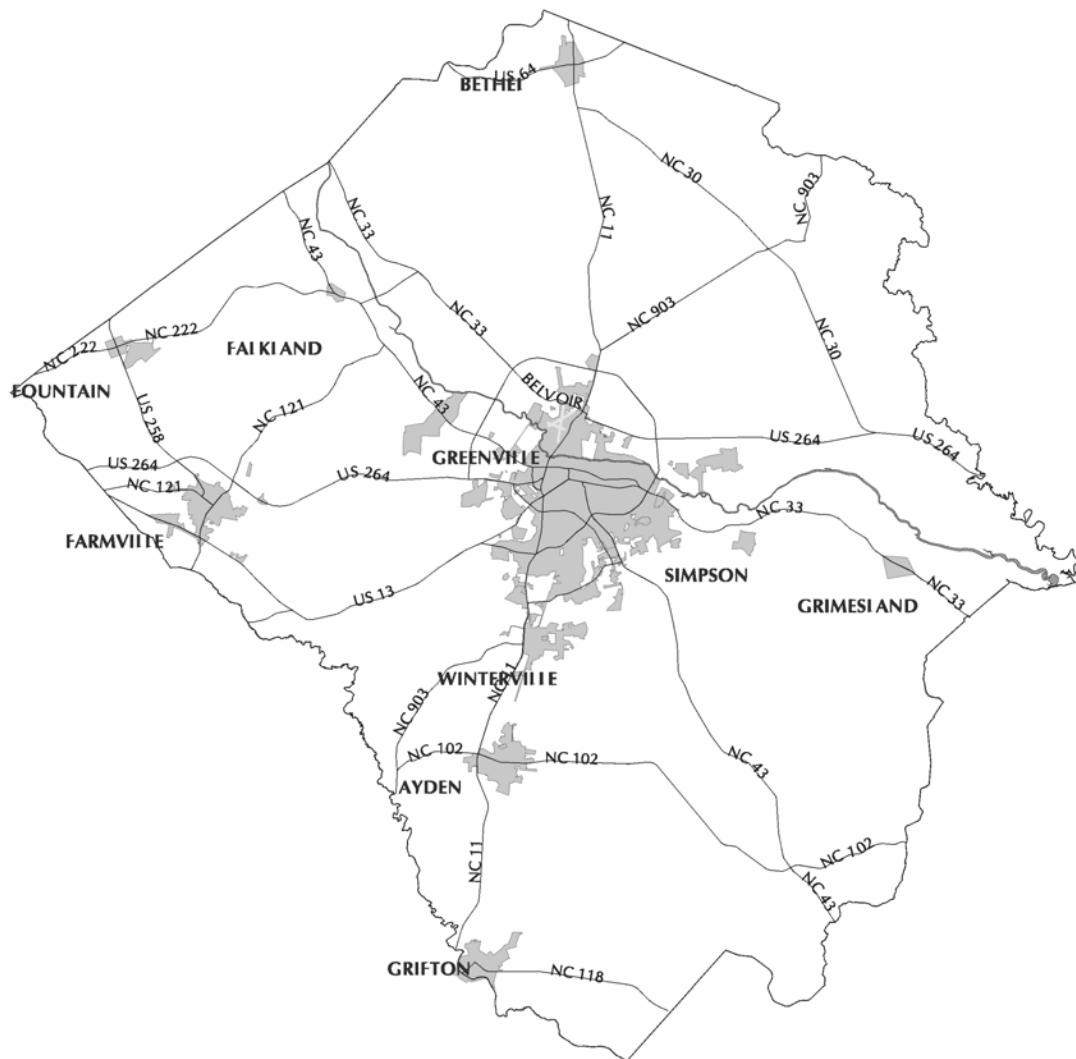 US 64
BETHEL
NC 30
NC 903
NC 11
NC 33
NC 43
NC 903
NC 222
NC 222
FALKLAND
NC 33
NC 30
FOUNTAIN
BELVOIR
NC 43
US 258
NC 121
US 264
US 264
GREENVILLE
US 264
US 264
NC 121
NC 33
FARMVILLE
SIMPSON
NC 33
US 13
GRIMESLAND
WINTERVILLE
NC 11
NC 903
NC 102
NC 102
NC 43
AYDEN
NC 11
NC 102
NC 43
GRIFTON
NC 118